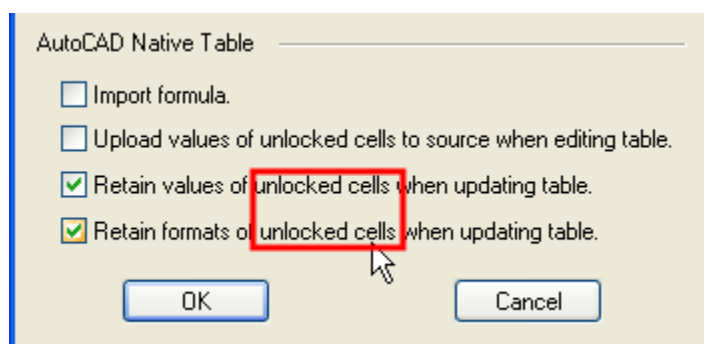 AutoCAD Native Table
Import formula.
Upload values of unlocked cells to source when editing table.
Retain values of unlocked cells when updating table.
Retain formats of unlocked cells when updating table.
OK Cancel